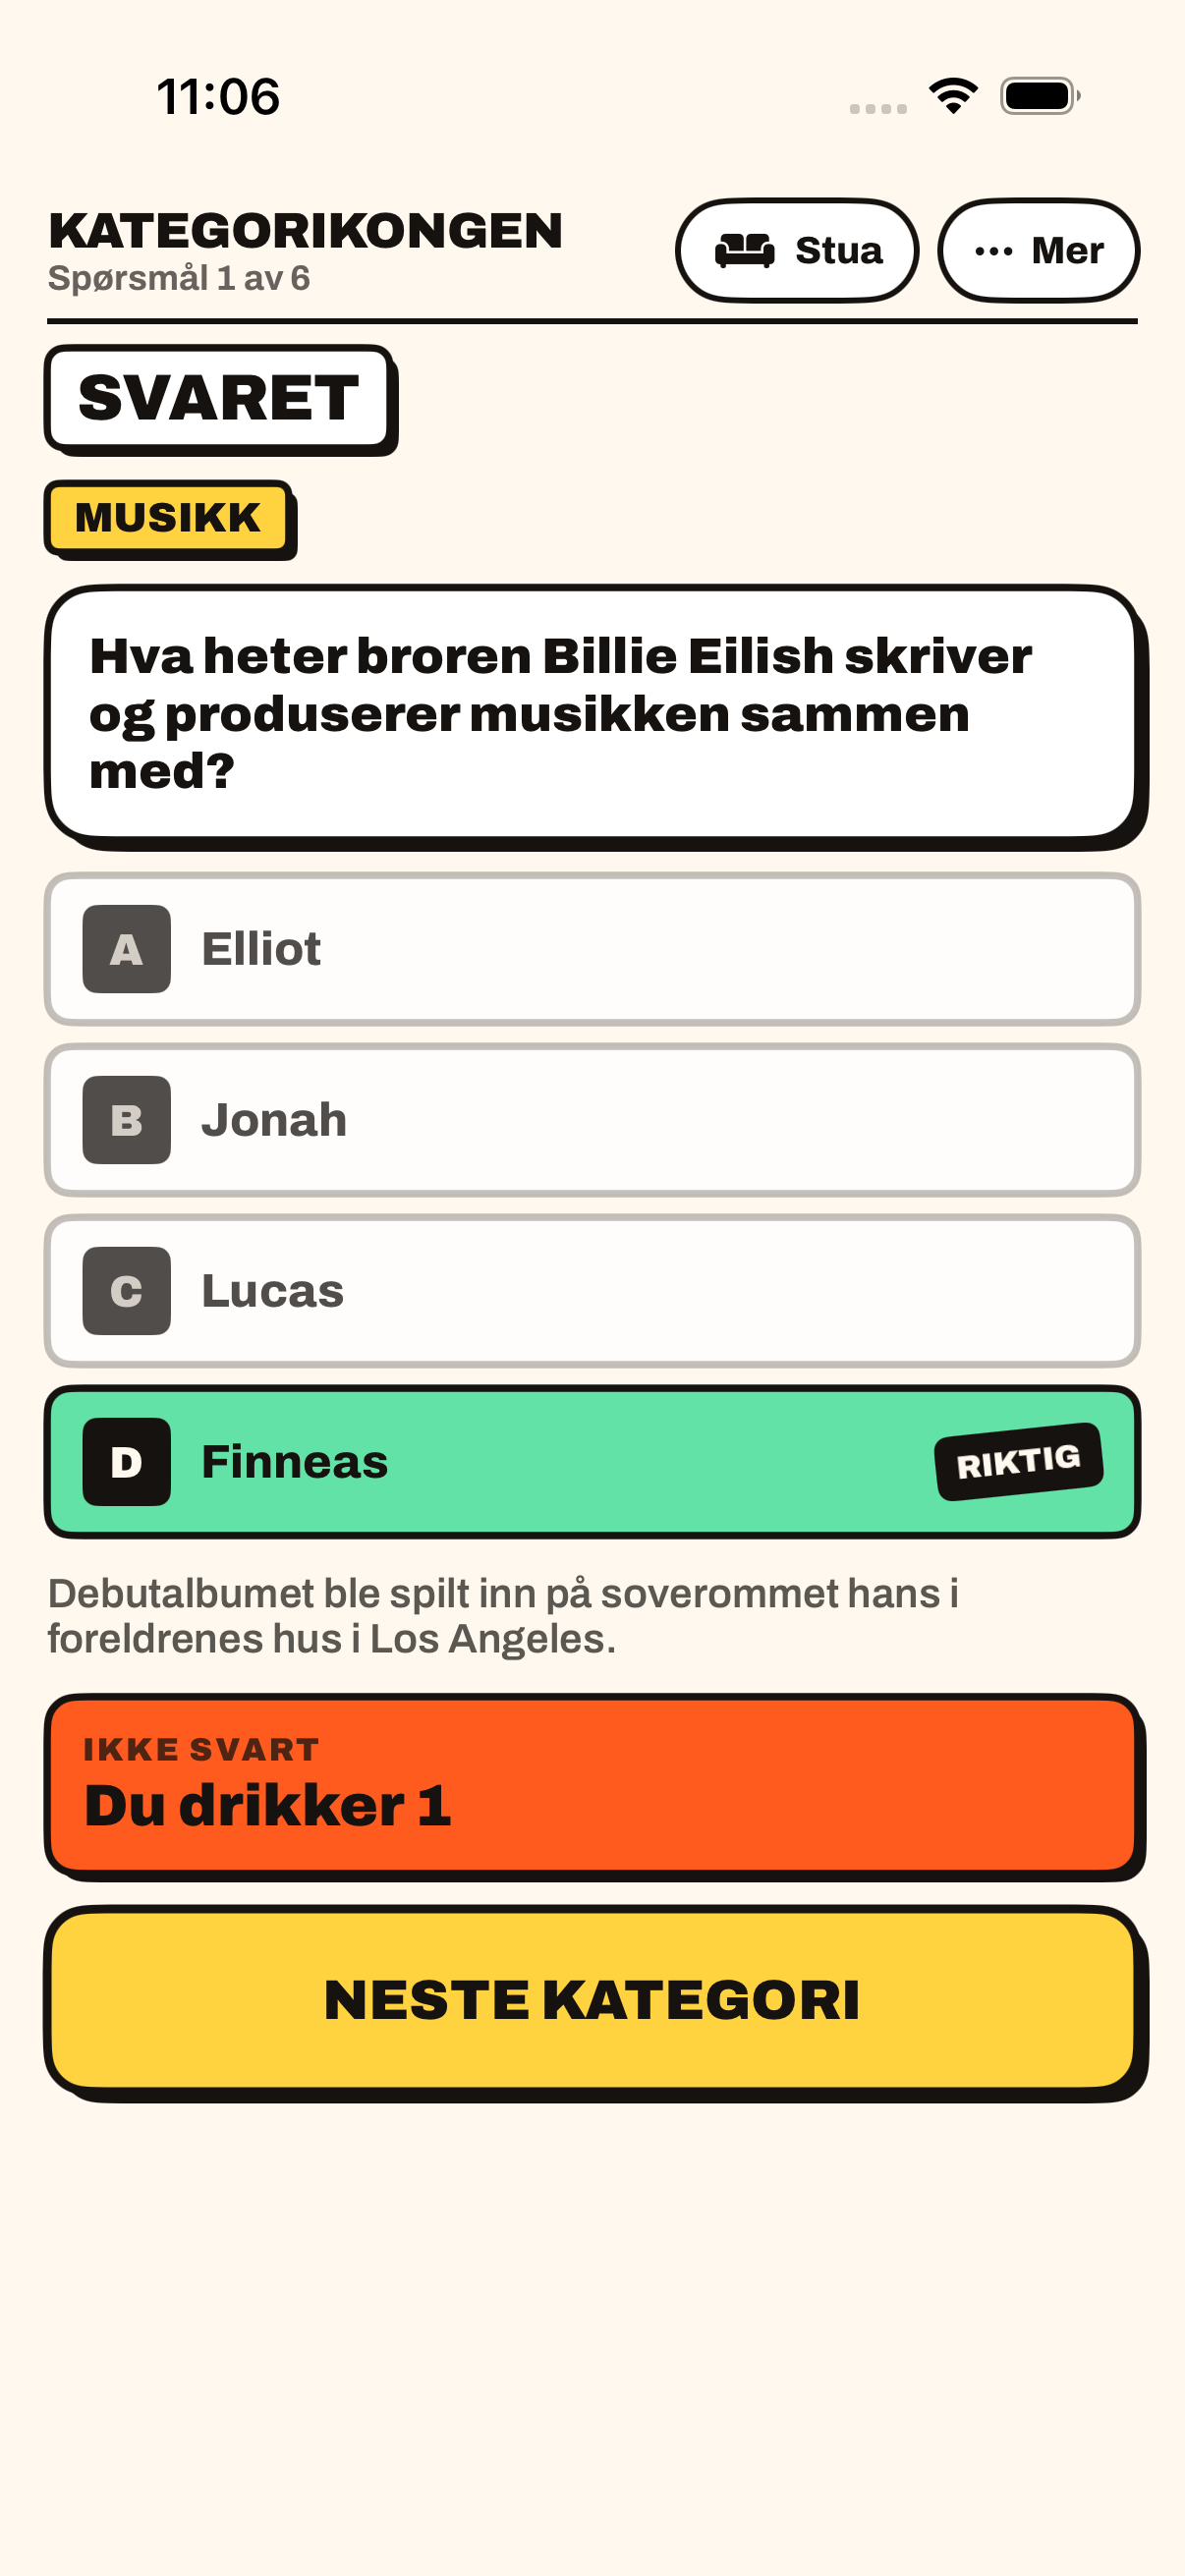 11:06
KATEGORIKONGEN
Spørsmål 1 av 6
Stua
Mer
SVARET
MUSIKK
Hva heter broren Billie Eilish skriver
og produserer musikken sammen
med?
A Elliot
B Jonah
C Lucas
D Finneas RIKTIG
Debutalbumet ble spilt inn på soverommet hans i
foreldrenes hus i Los Angeles.
IKKE SVART
Du drikker 1
NESTE KATEGORI